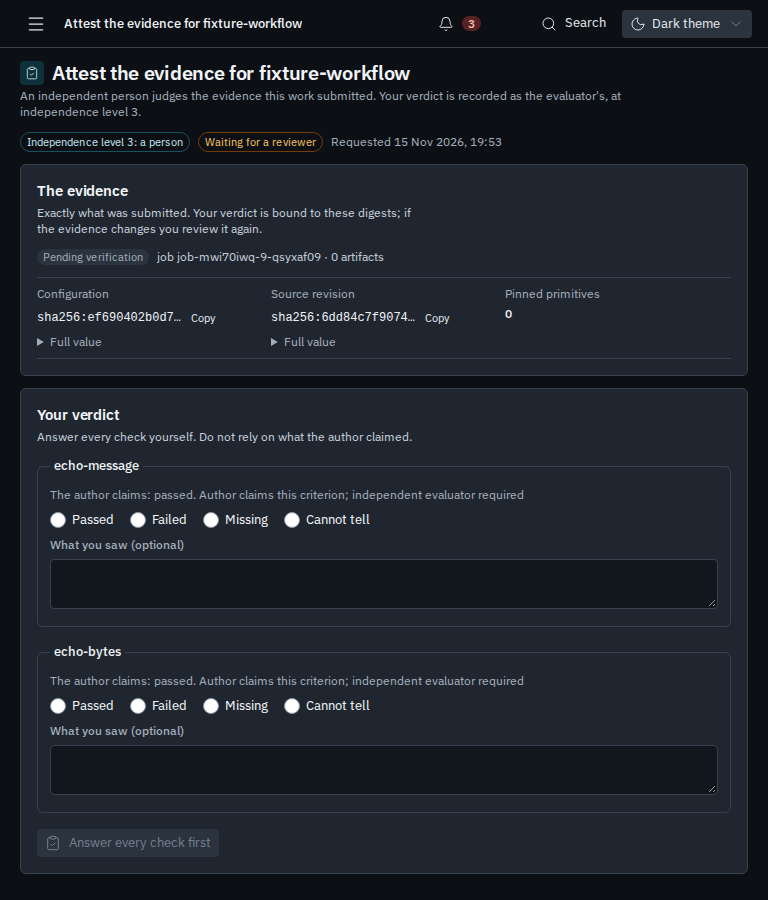 Attest the evidence for fixture-workflow
3
Search
Dark theme
Attest the evidence for fixture-workflow
An independent person judges the evidence this work submitted. Your verdict is recorded as the evaluator's, at
independence level 3.
Independence level 3: a person
Waiting for a reviewer
Requested 15 Nov 2026, 19:53
The evidence
Exactly what was submitted. Your verdict is bound to these digests; if
the evidence changes you review it again.
Pending verification
job job-mwi70iwq-9-qsyxaf09 · 0 artifacts
Configuration
Source revision
Pinned primitives
sha256:ef690402b0d7… Copy
sha256:6dd84c7f9074… Copy
0
Full value
Full value
Your verdict
Answer every check yourself. Do not rely on what the author claimed.
echo-message
The author claims: passed. Author claims this criterion; independent evaluator required
Passed
Failed
Missing
Cannot tell
What you saw (optional)
echo-bytes
The author claims: passed. Author claims this criterion; independent evaluator required
Passed
Failed
Missing
Cannot tell
What you saw (optional)
Answer every check first